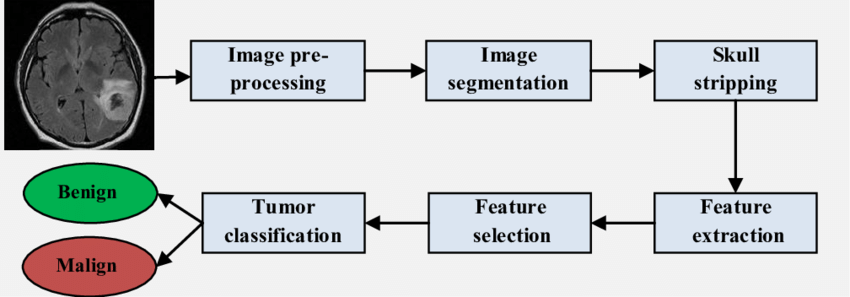 Image pre-
processing
Image
segmentation
Skull
stripping
Feature
extraction
Feature
selection
Tumor
classification
Benign
Malign